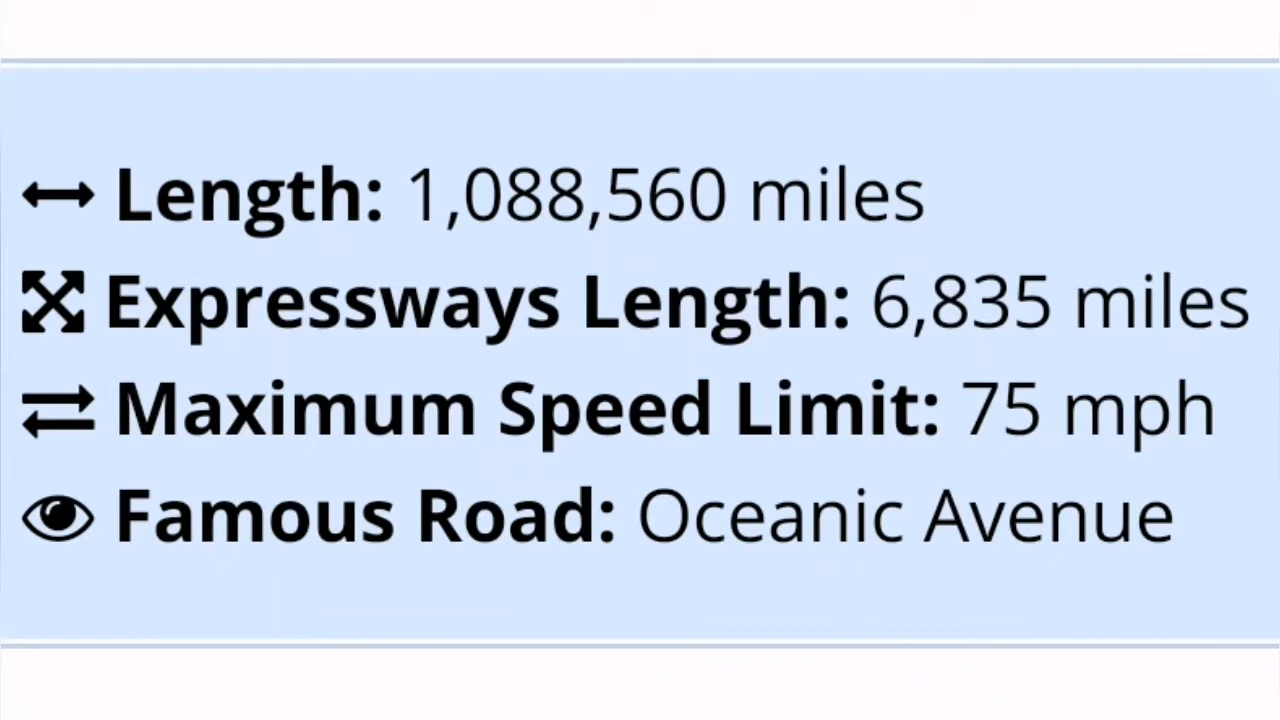 Length: 1,088,560 miles
Expressways Length: 6,835 miles
Maximum Speed Limit: 75 mph
Famous Road: Oceanic Avenue